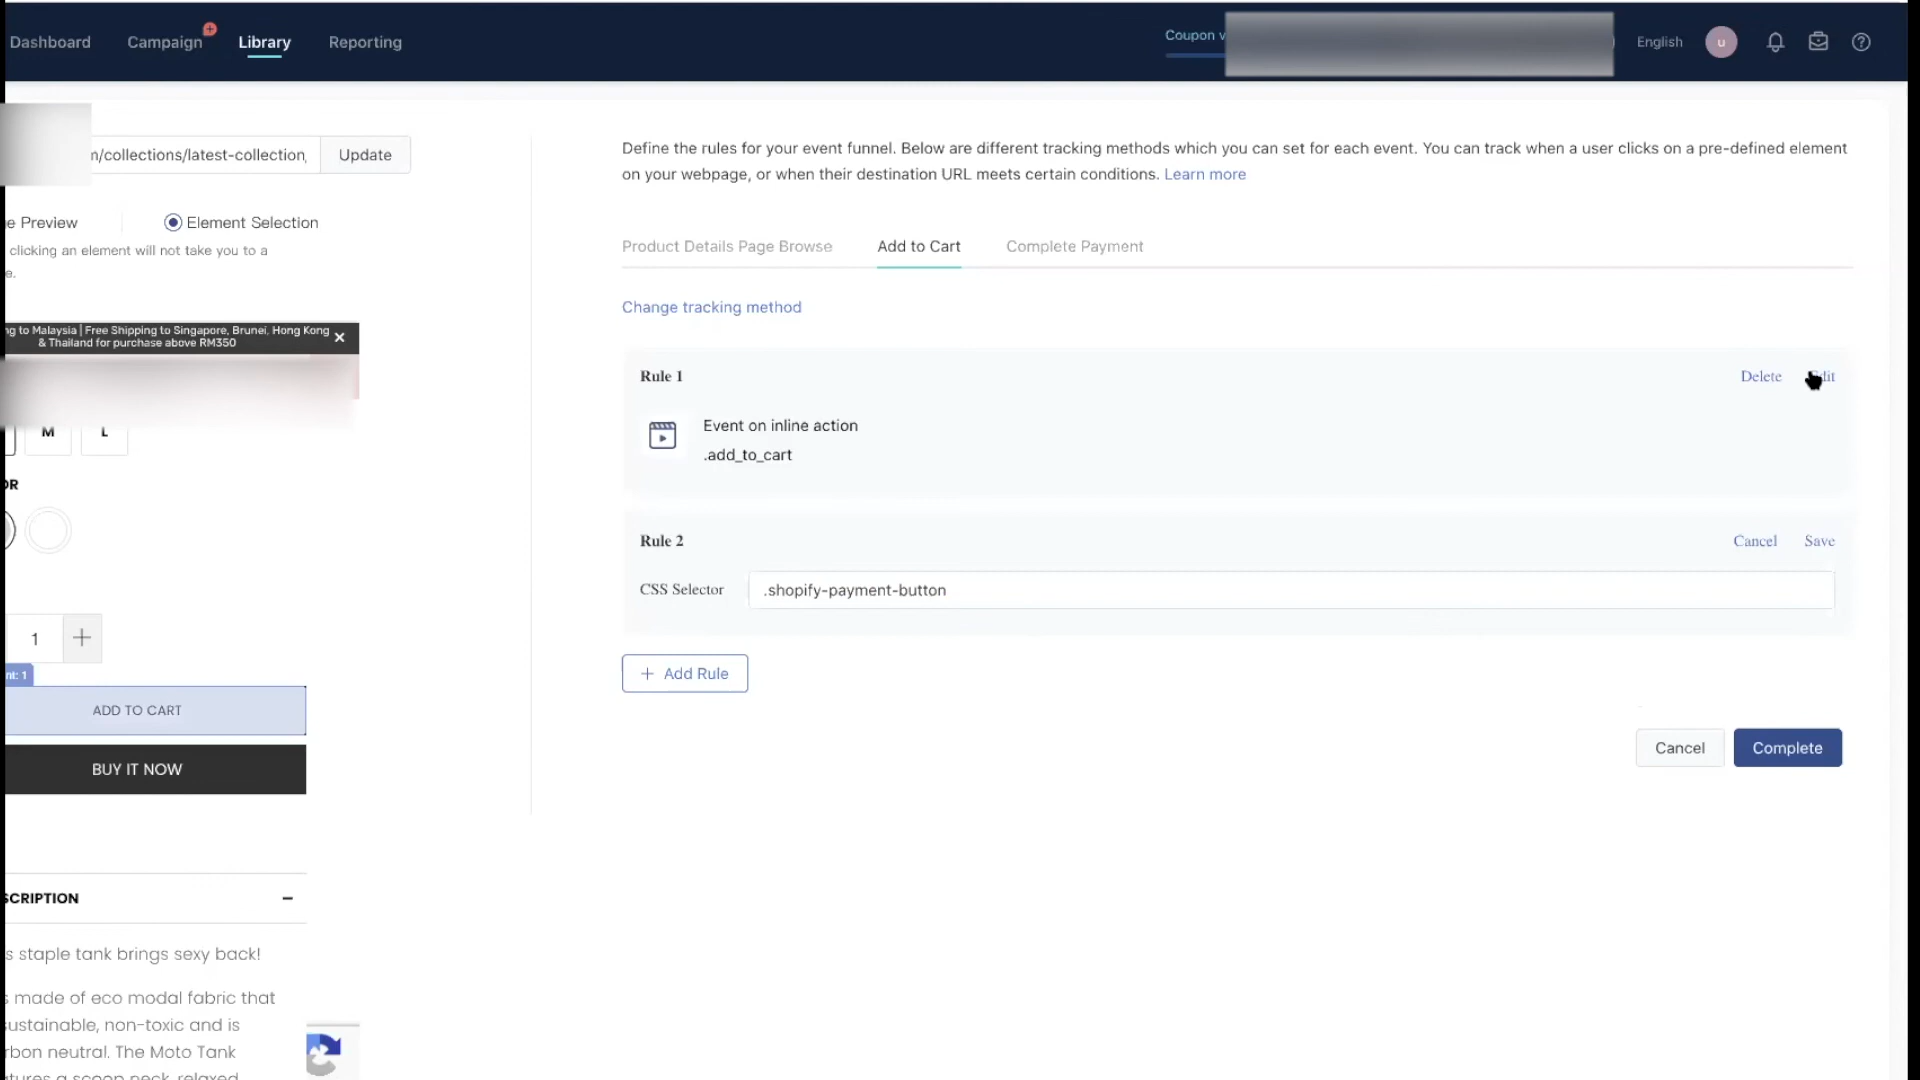 Dashboard
Campaign
Library
Reporting
Coupon v
English
u
m/collections/latest-collection,
Update
e Preview
Element Selection
clicking an element will not take you to a
e.
Define the rules for your event funnel. Below are different tracking methods which you can set for each event. You can track when a user clicks on a pre-defined element
on your webpage, or when their destination URL meets certain conditions. Learn more
Product Details Page Browse
Add to Cart
Complete Payment
Change tracking method
ng to Malaysia | Free Shipping to Singapore, Brunei, Hong Kong
& Thailand for purchase above RM350
M
L
OR
1
nt: 1
ADD TO CART
BUY IT NOW
SCRIPTION
s staple tank brings sexy back!
s made of eco modal fabric that
sustainable, non-toxic and is
rbon neutral. The Moto Tank
atures a scoop neck, relaxed
Rule 1
Delete
Edit
Event on inline action
.add_to_cart
Rule 2
Cancel
Save
CSS Selector
.shopify-payment-button
+ Add Rule
Cancel
Complete